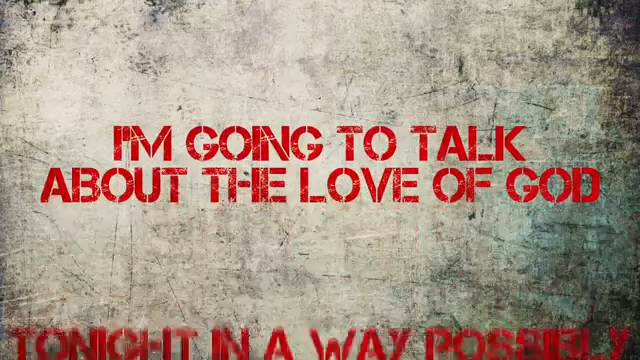 I'M GOING TO TALK
ABOUT THE LOVE OF GOD
TONIGHT IN A WAY POSSIBLY